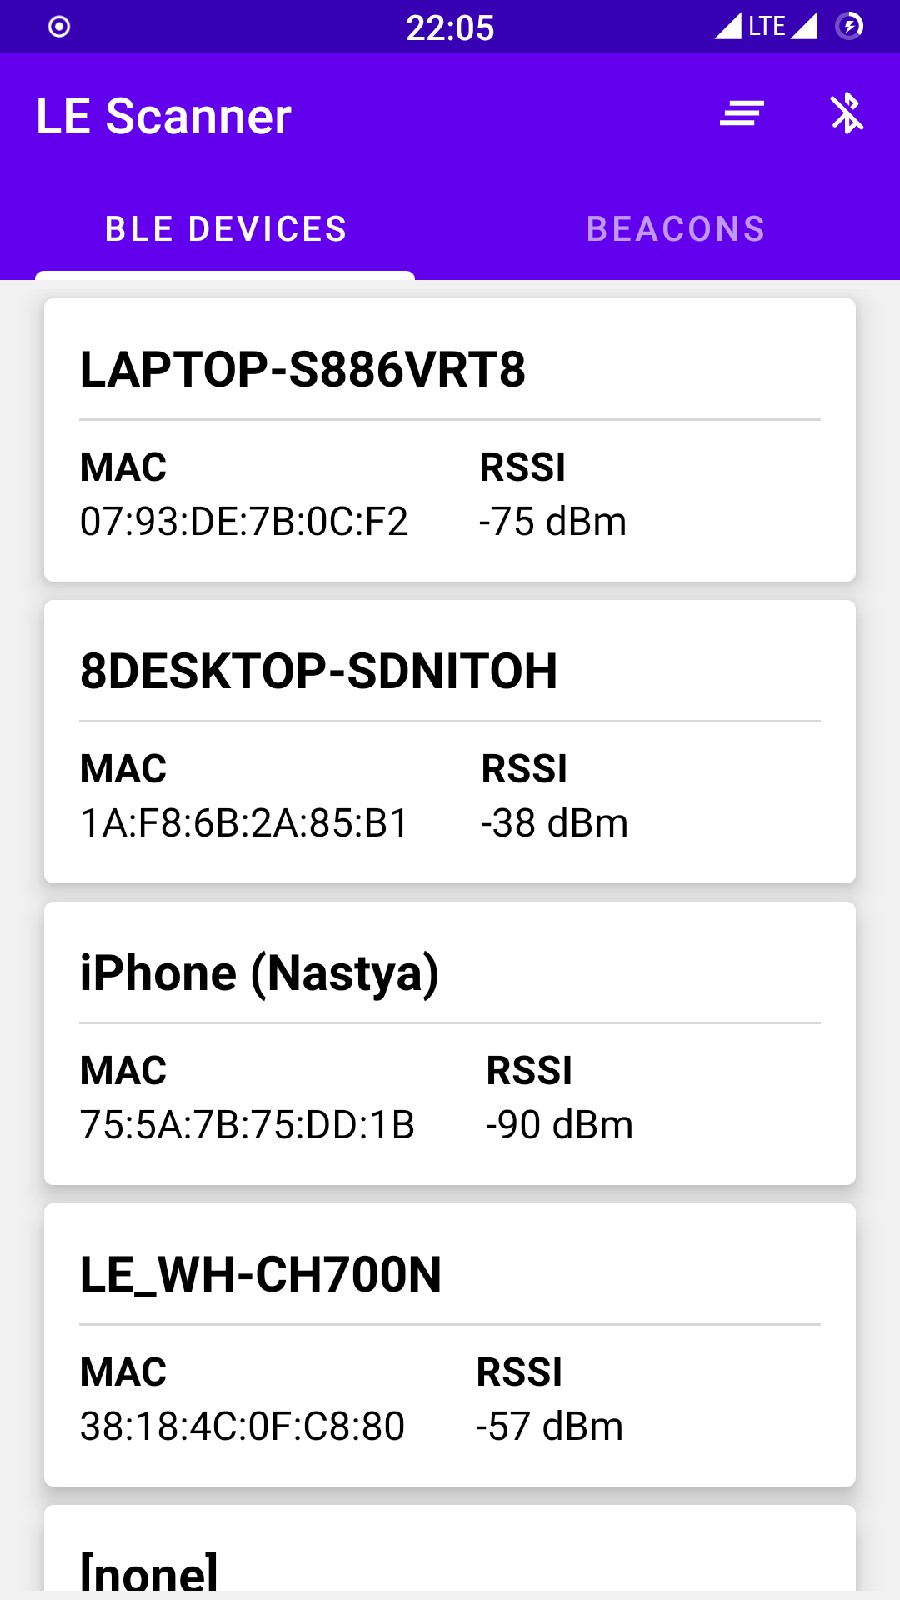 22:05
LTE
LE Scanner
BLE DEVICES BEACONS
LAPTOP-S886VRT8
MAC RSSI
07:93:DE:7B:0C:F2 -75 dBm
8DESKTOP-SDNITOH
MAC RSSI
1A:F8:6B:2A:85:B1 -38 dBm
iPhone (Nastya)
MAC RSSI
75:5A:7B:75:DD:1B -90 dBm
LE_WH-CH700N
MAC RSSI
38:18:4C:0F:C8:80 -57 dBm
[none]